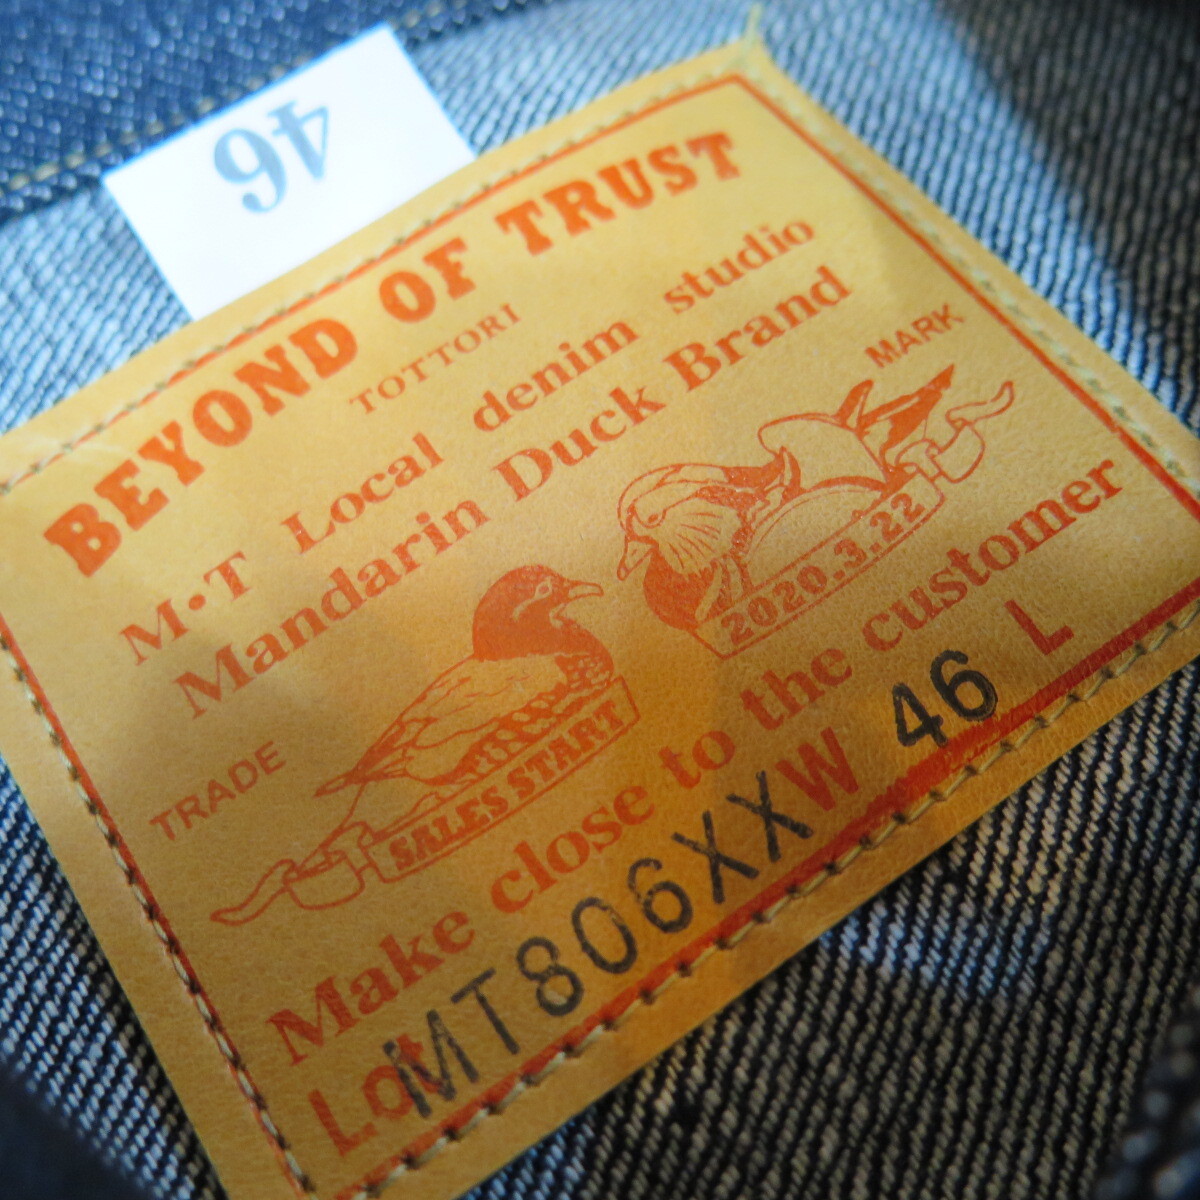 46
BEYOND OF TRUST
TOTTORI
M·T Local denim studio
Mandarin Duck Brand
TRADE MARK
SALES START 2020.3.22
Make close to the customer
Lot MT806XX W 46 L